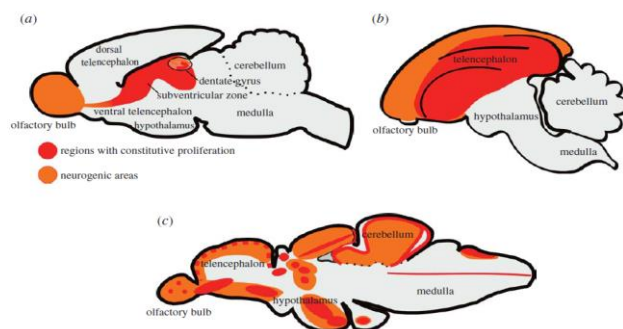 (a)
dorsal
telencephalon
cerebellum
dentate-gyrus
subventricular zone
ventral telencephalon
hypothalamus
medulla
olfactory bulb
regions with constitutive proliferation
neurogenic areas
(b)
telencephalon
cerebellum
hypothalamus
olfactory bulb
medulla
(c)
cerebellum
telencephalon
hypothalamus
medulla
olfactory bulb